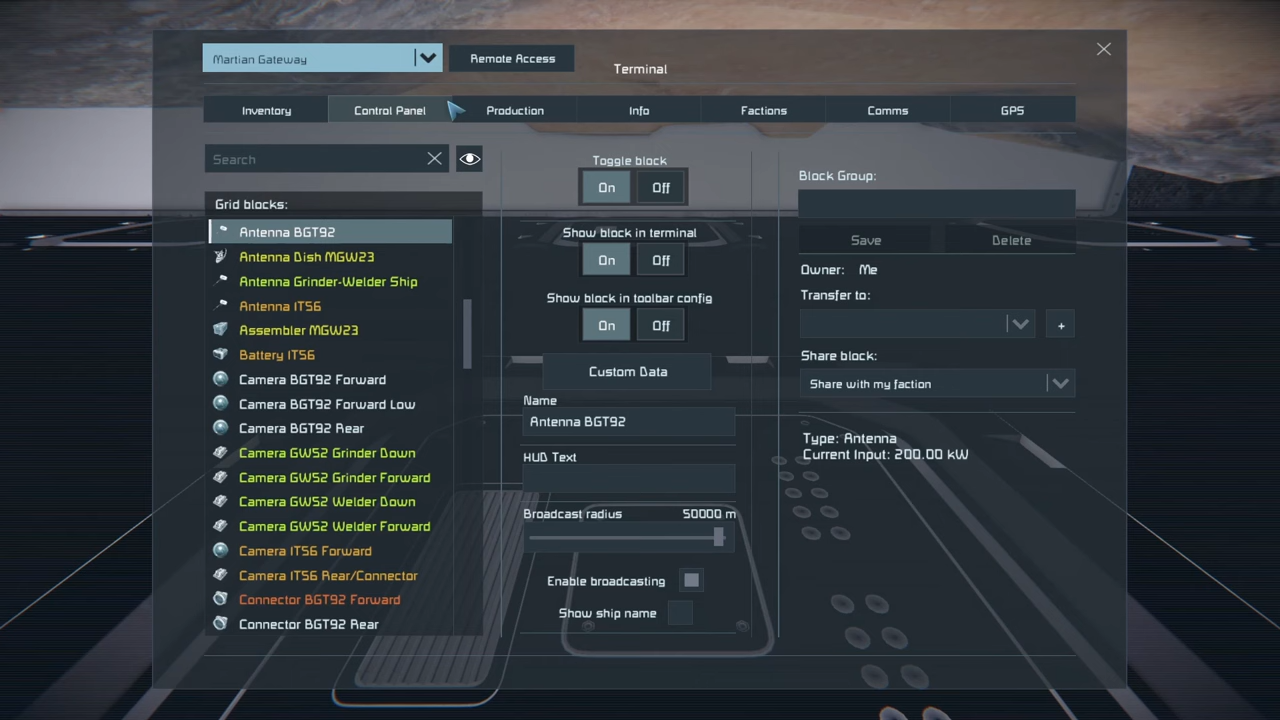 Martian Gateway
Remote Access
Terminal
Inventory
Control Panel
Production
Info
Factions
Comms
GPS
Search
Grid blocks:
Antenna BGT92
Antenna Dish MGW23
Antenna Grinder-Welder Ship
Antenna IT56
Assembler MGW23
Battery IT56
Camera BGT92 Forward
Camera BGT92 Forward Low
Camera BGT92 Rear
Camera GW52 Grinder Down
Camera GW52 Grinder Forward
Camera GW52 Welder Down
Camera GW52 Welder Forward
Camera IT56 Forward
Camera IT56 Rear/Connector
Connector BGT92 Forward
Connector BGT92 Rear
Toggle block
On Off
Show block in terminal
On Off
Show block in toolbar config
On Off
Custom Data
Name
Antenna BGT92
HUD Text
Broadcast radius 50000 m
Enable broadcasting
Show ship name
Block Group:
Save Delete
Owner: Me
Transfer to:
+
Share block:
Share with my faction
Type: Antenna
Current Input: 200.00 kW